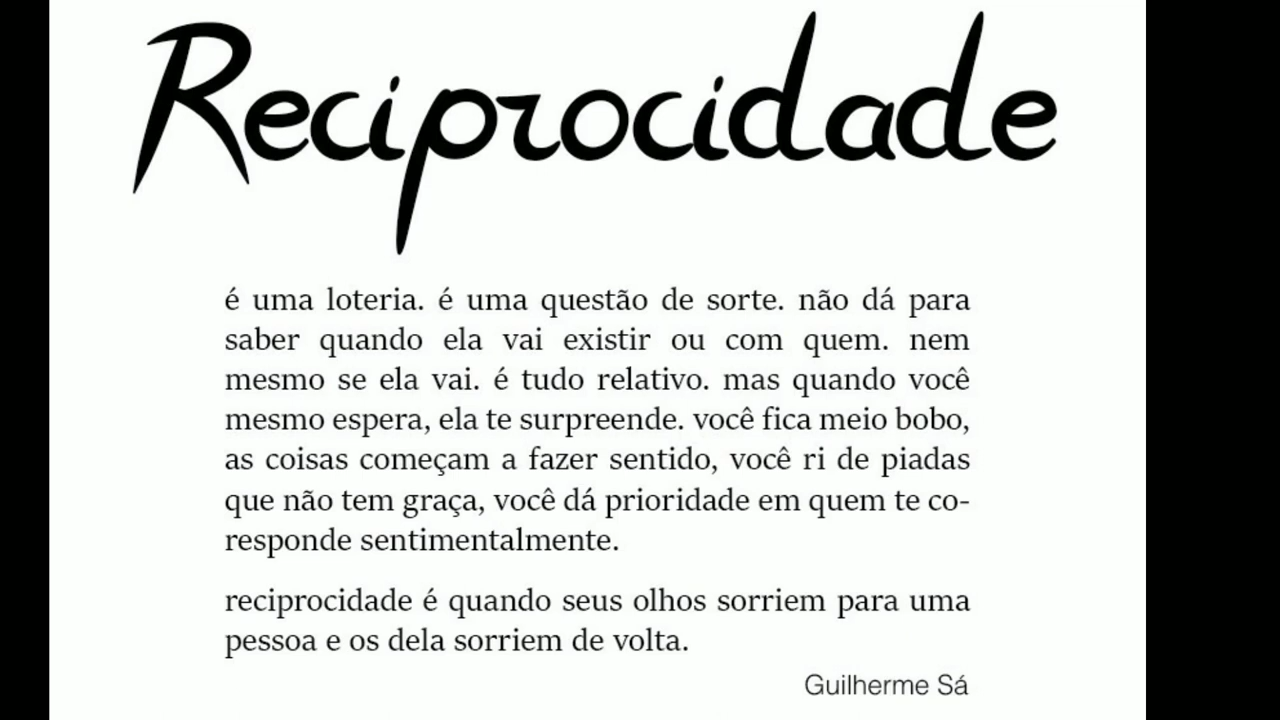 Reciprocidade
é uma loteria. é uma questão de sorte. não dá para
saber quando ela vai existir ou com quem. nem
mesmo se ela vai. é tudo relativo. mas quando você
mesmo espera, ela te surpreende. você fica meio bobo,
as coisas começam a fazer sentido, você ri de piadas
que não tem graça, você dá prioridade em quem te co-
responde sentimentalmente.
reciprocidade é quando seus olhos sorriem para uma
pessoa e os dela sorriem de volta.
Guilherme Sá